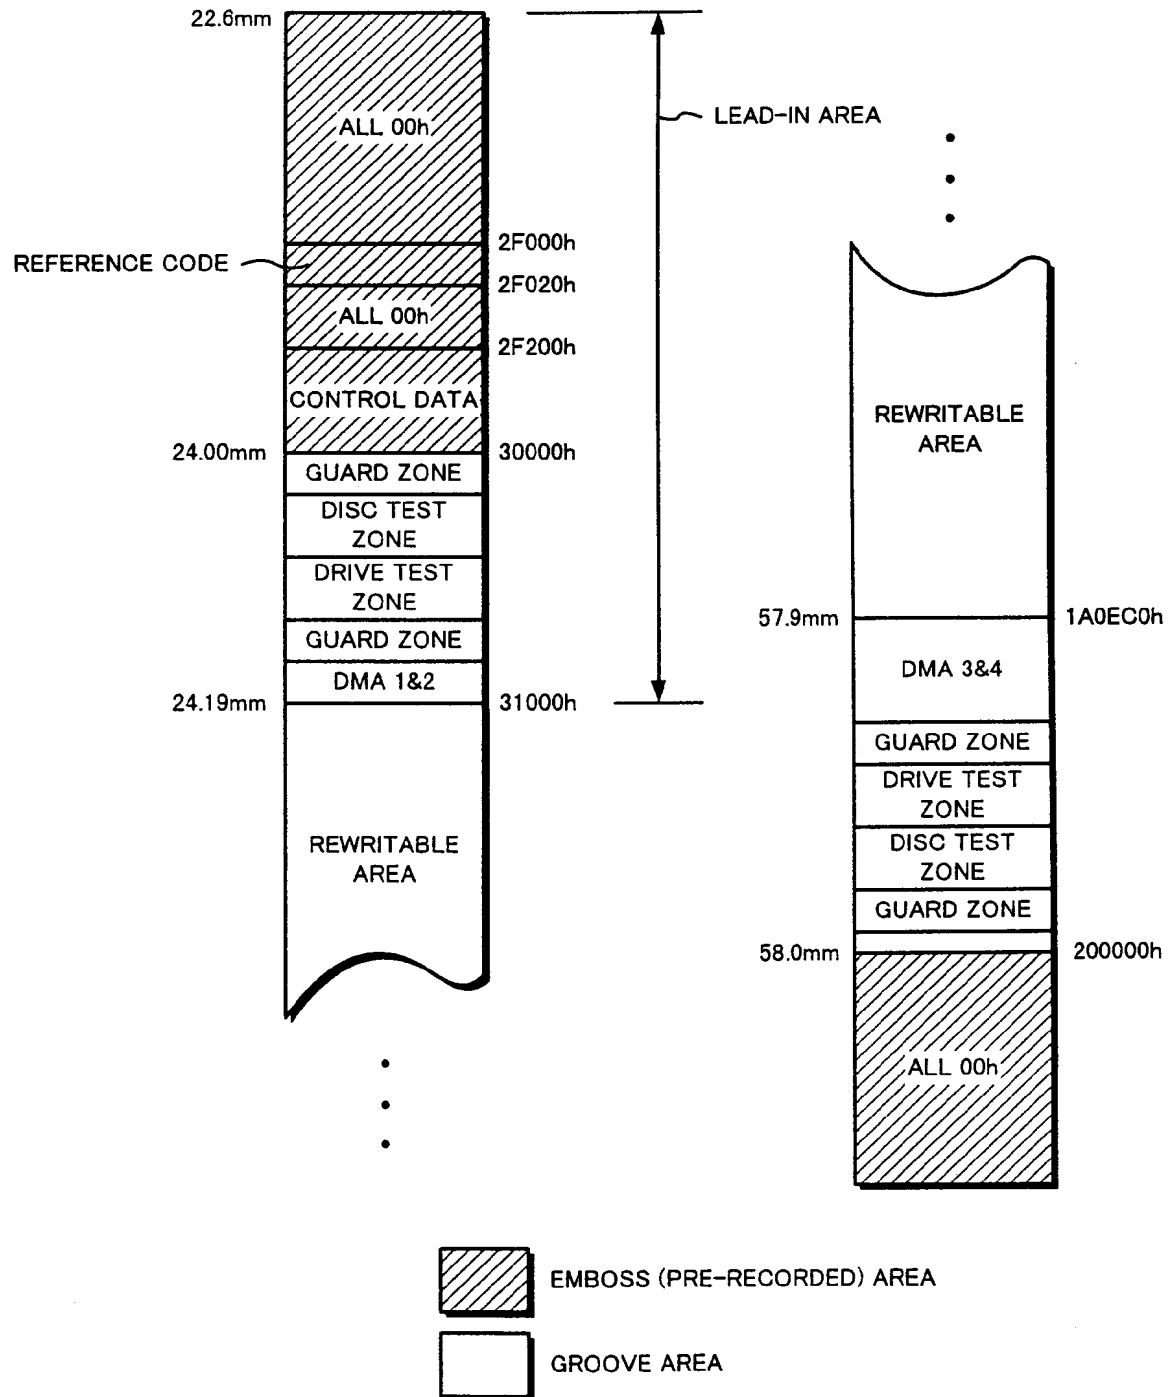 22.6mm
ALL 00h
LEAD-IN AREA
2F000h
REFERENCE CODE
2F020h
ALL 00h
2F200h
CONTROL DATA
24.00mm
30000h
GUARD ZONE
DISC TEST
ZONE
DRIVE TEST
ZONE
GUARD ZONE
DMA 1&2
24.19mm
31000h
REWRITABLE
AREA
REWRITABLE
AREA
57.9mm
1A0EC0h
DMA 3&4
GUARD ZONE
DRIVE TEST
ZONE
DISC TEST
ZONE
GUARD ZONE
58.0mm
200000h
ALL 00h
EMBOSS (PRE-RECORDED) AREA
GROOVE AREA